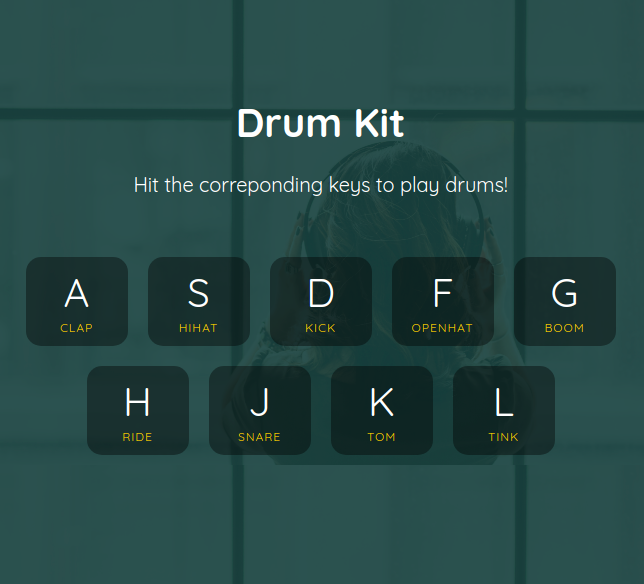 Drum Kit
Hit the correponding keys to play drums!
A S D F G
CLAP HIHAT KICK OPENHAT BOOM
H J K L
RIDE SNARE TOM TINK